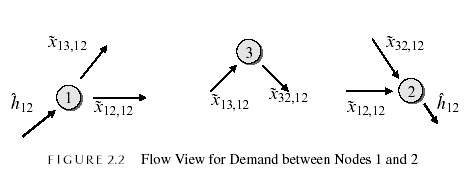 x̃13,12
x̃32,12
3
ĥ12
1
x̃12,12
x̃13,12
x̃32,12
x̃12,12
2
ĥ12
FIGURE 2.2 Flow View for Demand between Nodes 1 and 2